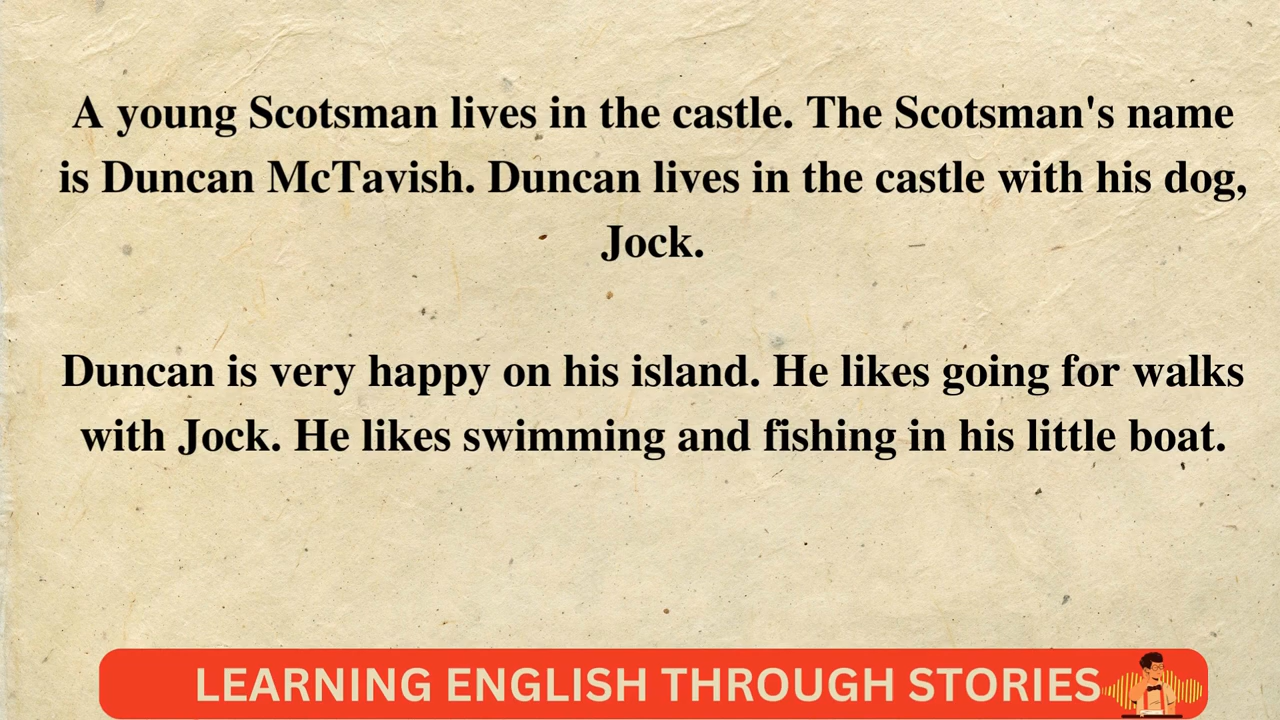 A young Scotsman lives in the castle. The Scotsman's name
is Duncan McTavish. Duncan lives in the castle with his dog,
Jock.
Duncan is very happy on his island. He likes going for walks
with Jock. He likes swimming and fishing in his little boat.
LEARNING ENGLISH THROUGH STORIES